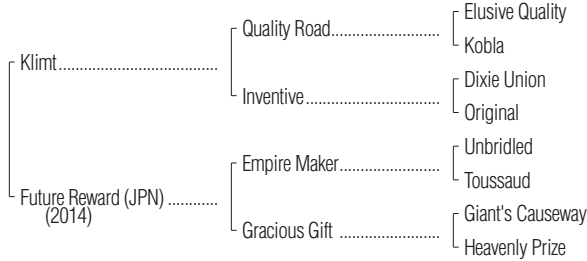 Elusive Quality
Quality Road.................................
Kobla
Klimt.....................................
Dixie Union
Inventive.......................................
Original
Unbridled
Empire Maker.............................
Toussaud
Future Reward (JPN) ............
(2014)
Giant's Causeway
Gracious Gift .............................
Heavenly Prize